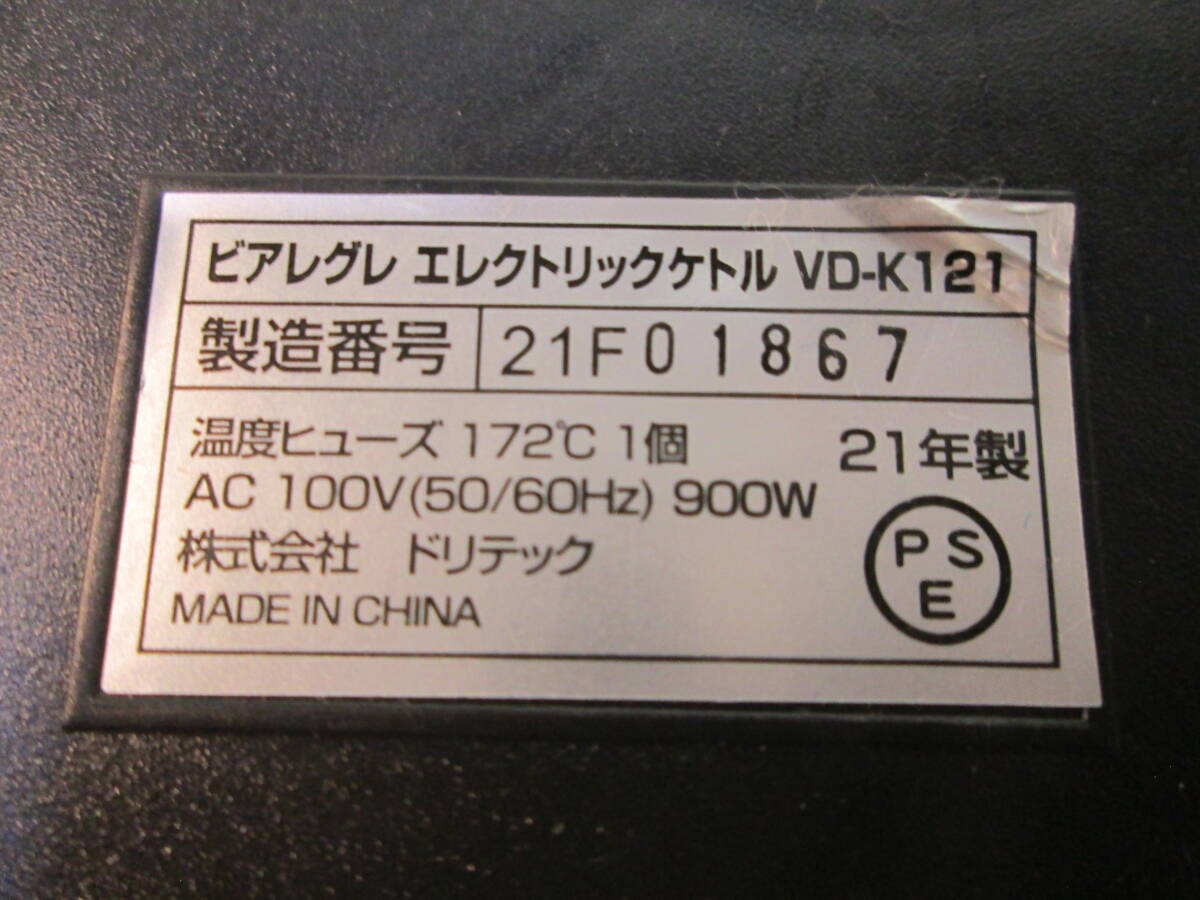 ビアレグレ エレクトリックケトル VD-K121
製造番号 21F01867
温度ヒューズ 172℃ 1個
21年製
AC 100V(50/60Hz) 900W
株式会社 ドリテック
MADE IN CHINA
PS
E